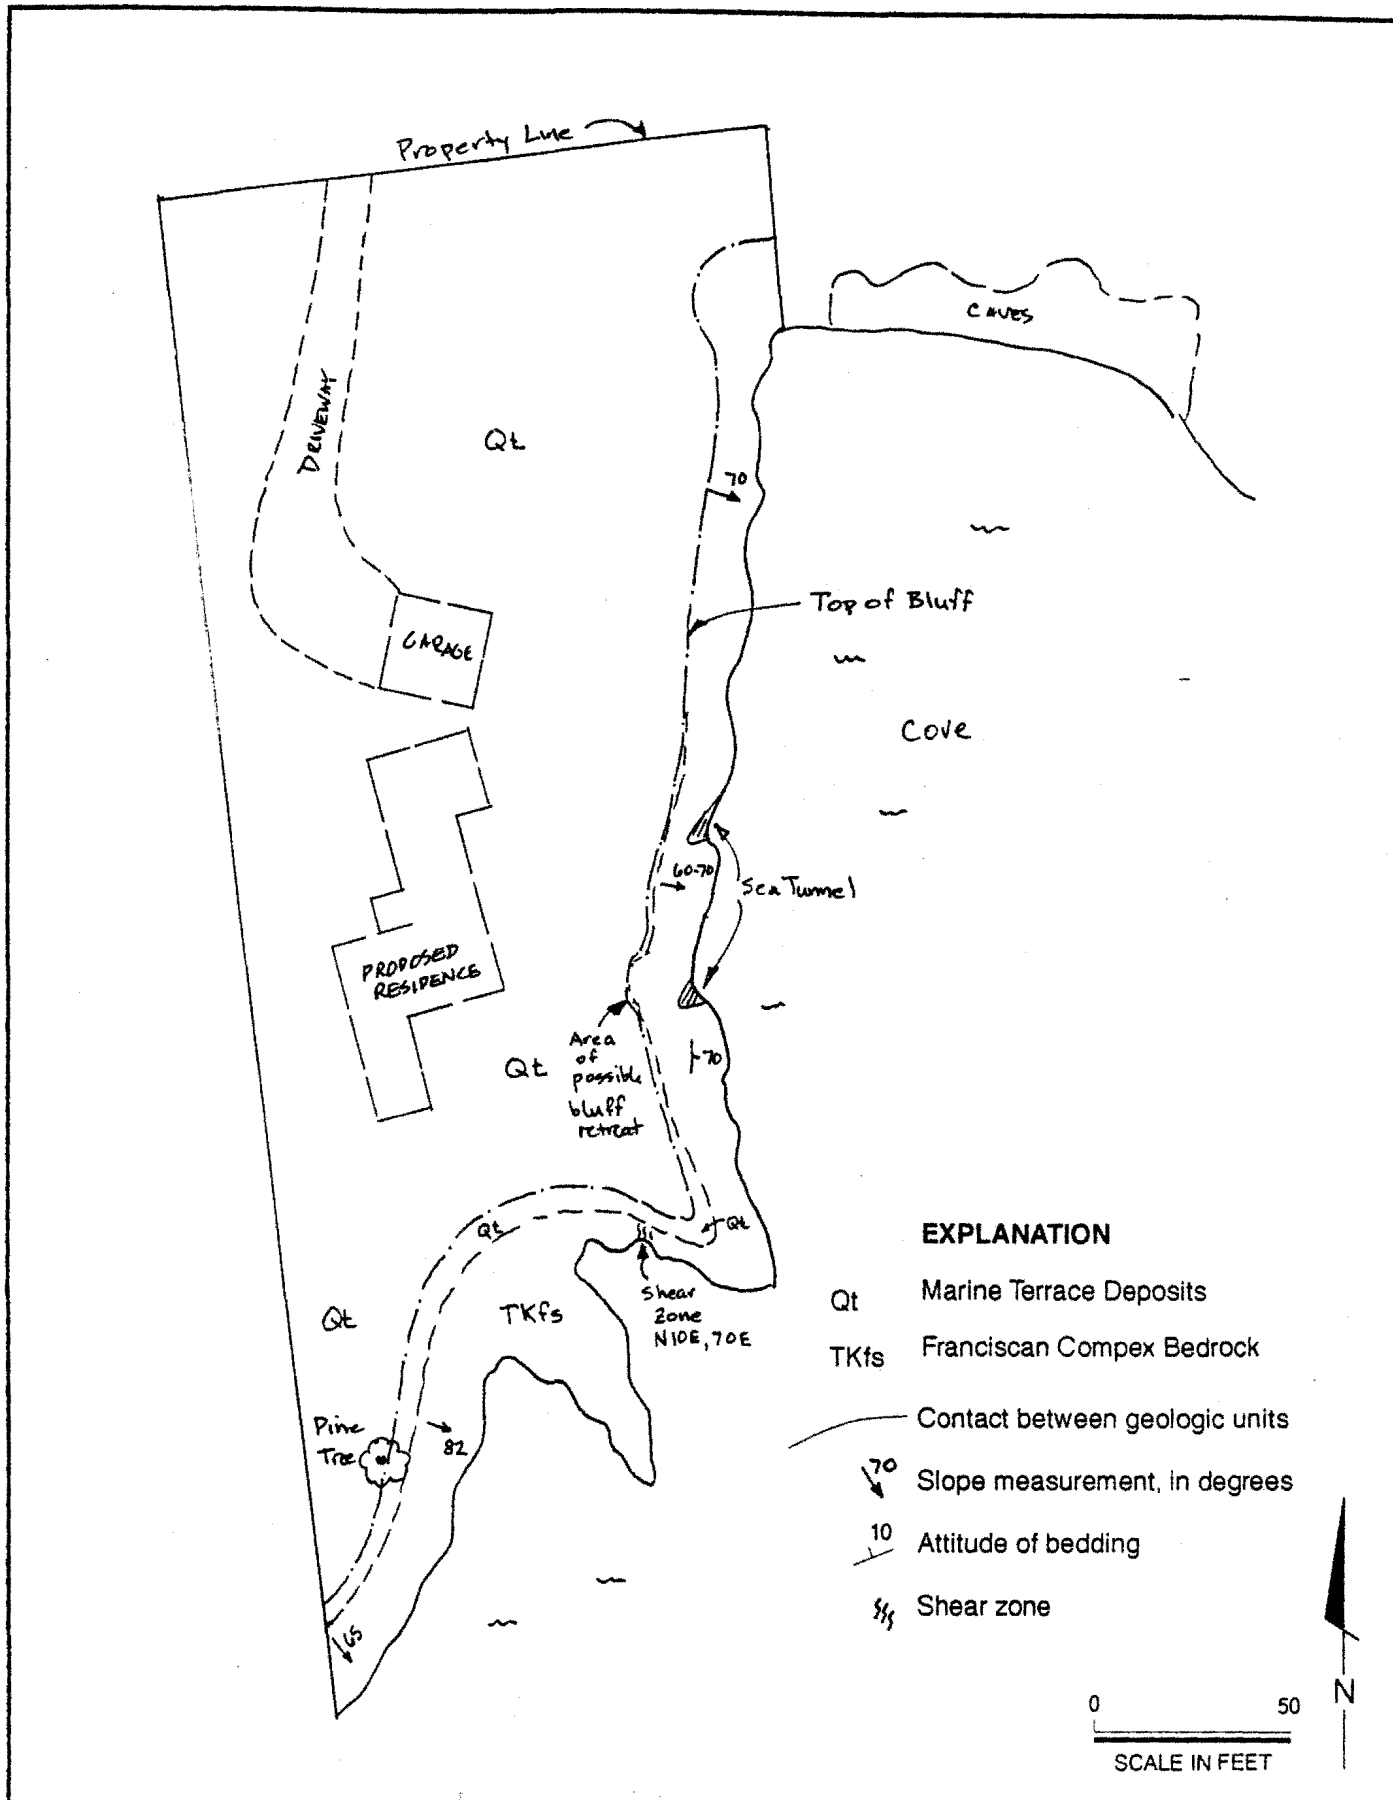 Property Line
CAVES
DRIVEWAY
Qt
70
Top of Bluff
GARAGE
Cove
60-70
Sea Tunnel
PROPOSED
RESIDENCE
Area
of
possible
bluff
retreat
Qt
70
Qt
Qt
Shear
Zone
N10E, 70E
TKfs
Qt
Pine
Tree
82
65
EXPLANATION
Qt Marine Terrace Deposits
TKfs Franciscan Compex Bedrock
Contact between geologic units
70 Slope measurement, in degrees
10 Attitude of bedding
Shear zone
N
0 50
SCALE IN FEET